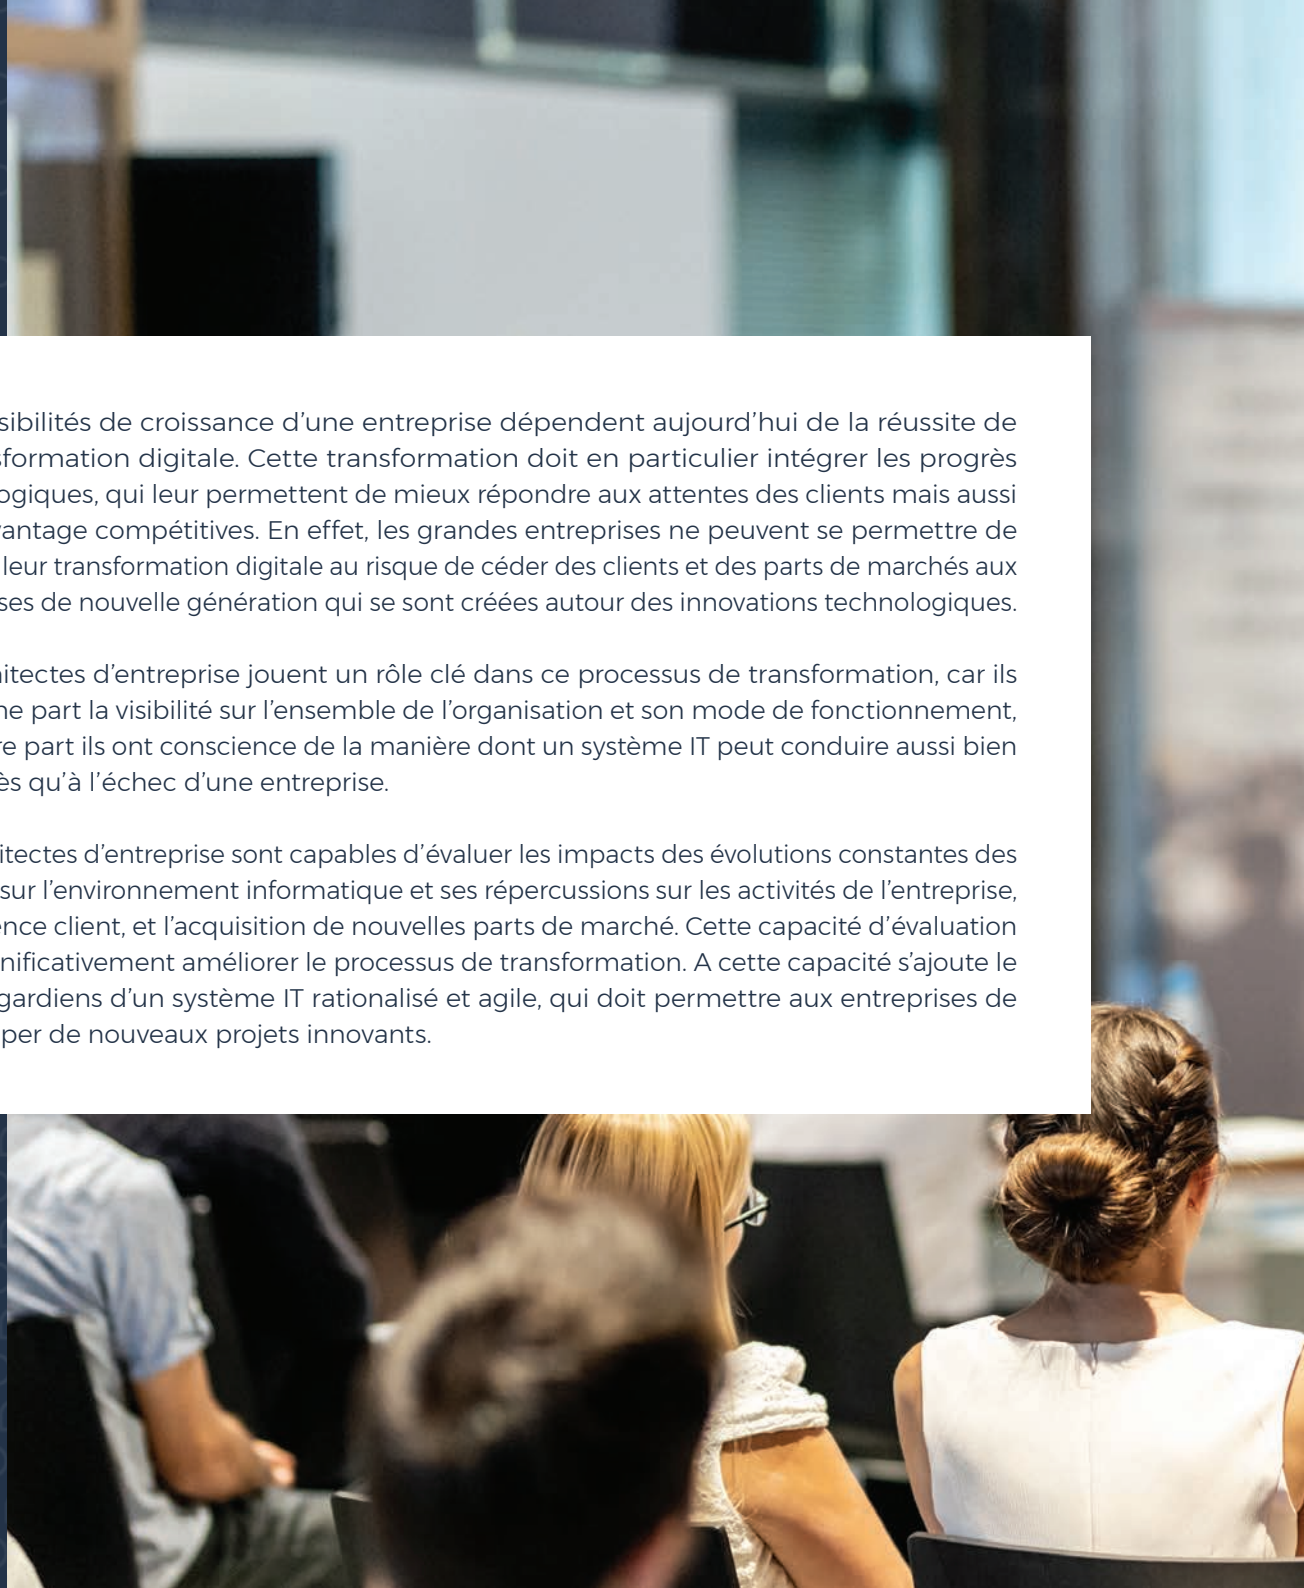 sibilités de croissance d’une entreprise dépendent aujourd’hui de la réussite de
sformation digitale. Cette transformation doit en particulier intégrer les progrès
ogiques, qui leur permettent de mieux répondre aux attentes des clients mais aussi
vantage compétitives. En effet, les grandes entreprises ne peuvent se permettre de
leur transformation digitale au risque de céder des clients et des parts de marchés aux
ses de nouvelle génération qui se sont créées autour des innovations technologiques.
hitectes d’entreprise jouent un rôle clé dans ce processus de transformation, car ils
ne part la visibilité sur l’ensemble de l’organisation et son mode de fonctionnement,
re part ils ont conscience de la manière dont un système IT peut conduire aussi bien
ès qu’à l’échec d’une entreprise.
itectes d’entreprise sont capables d’évaluer les impacts des évolutions constantes des
sur l’environnement informatique et ses répercussions sur les activités de l’entreprise,
ence client, et l’acquisition de nouvelles parts de marché. Cette capacité d’évaluation
nificativement améliorer le processus de transformation. A cette capacité s’ajoute le
gardiens d’un système IT rationalisé et agile, qui doit permettre aux entreprises de
per de nouveaux projets innovants.